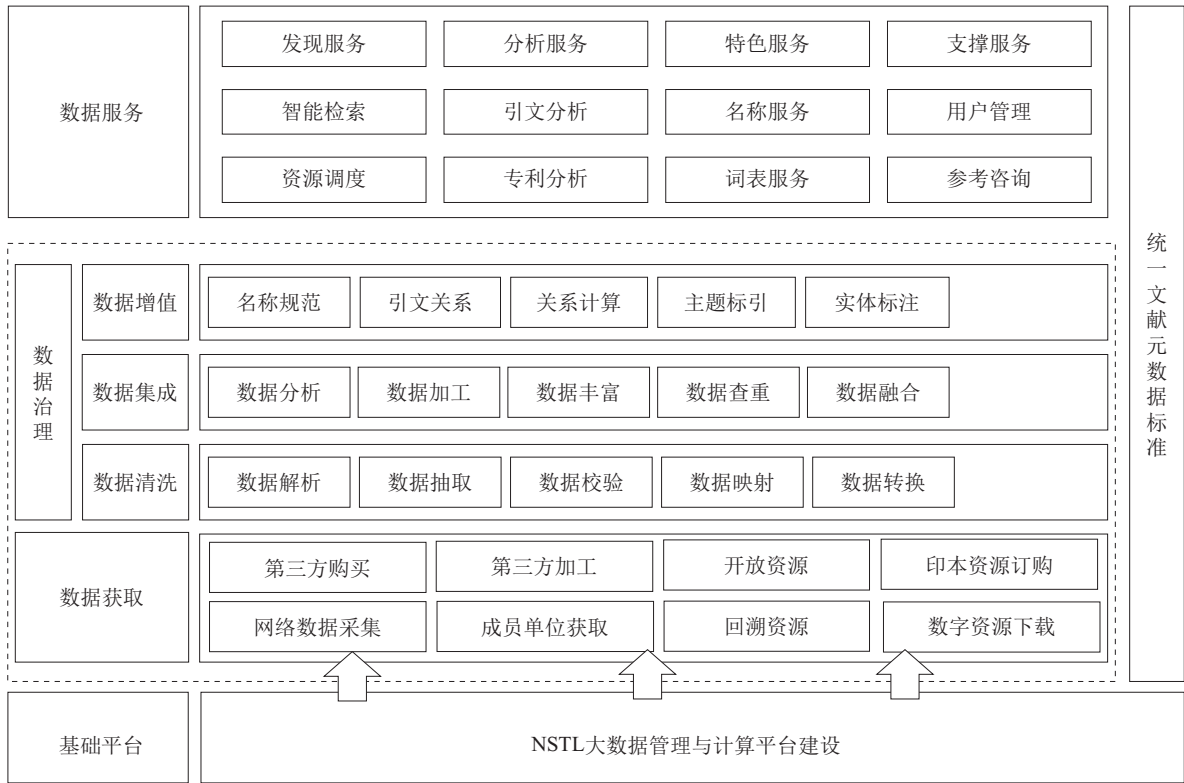 数据服务
发现服务 分析服务 特色服务 支撑服务
智能检索 引文分析 名称服务 用户管理
资源调度 专利分析 词表服务 参考咨询
统一文献元数据标准
数据治理
数据增值
名称规范 引文关系 关系计算 主题标引 实体标注
数据集成
数据分析 数据加工 数据丰富 数据查重 数据融合
数据清洗
数据解析 数据抽取 数据校验 数据映射 数据转换
数据获取
第三方购买 第三方加工 开放资源 印本资源订购
网络数据采集 成员单位获取 回溯资源 数字资源下载
基础平台
NSTL大数据管理与计算平台建设